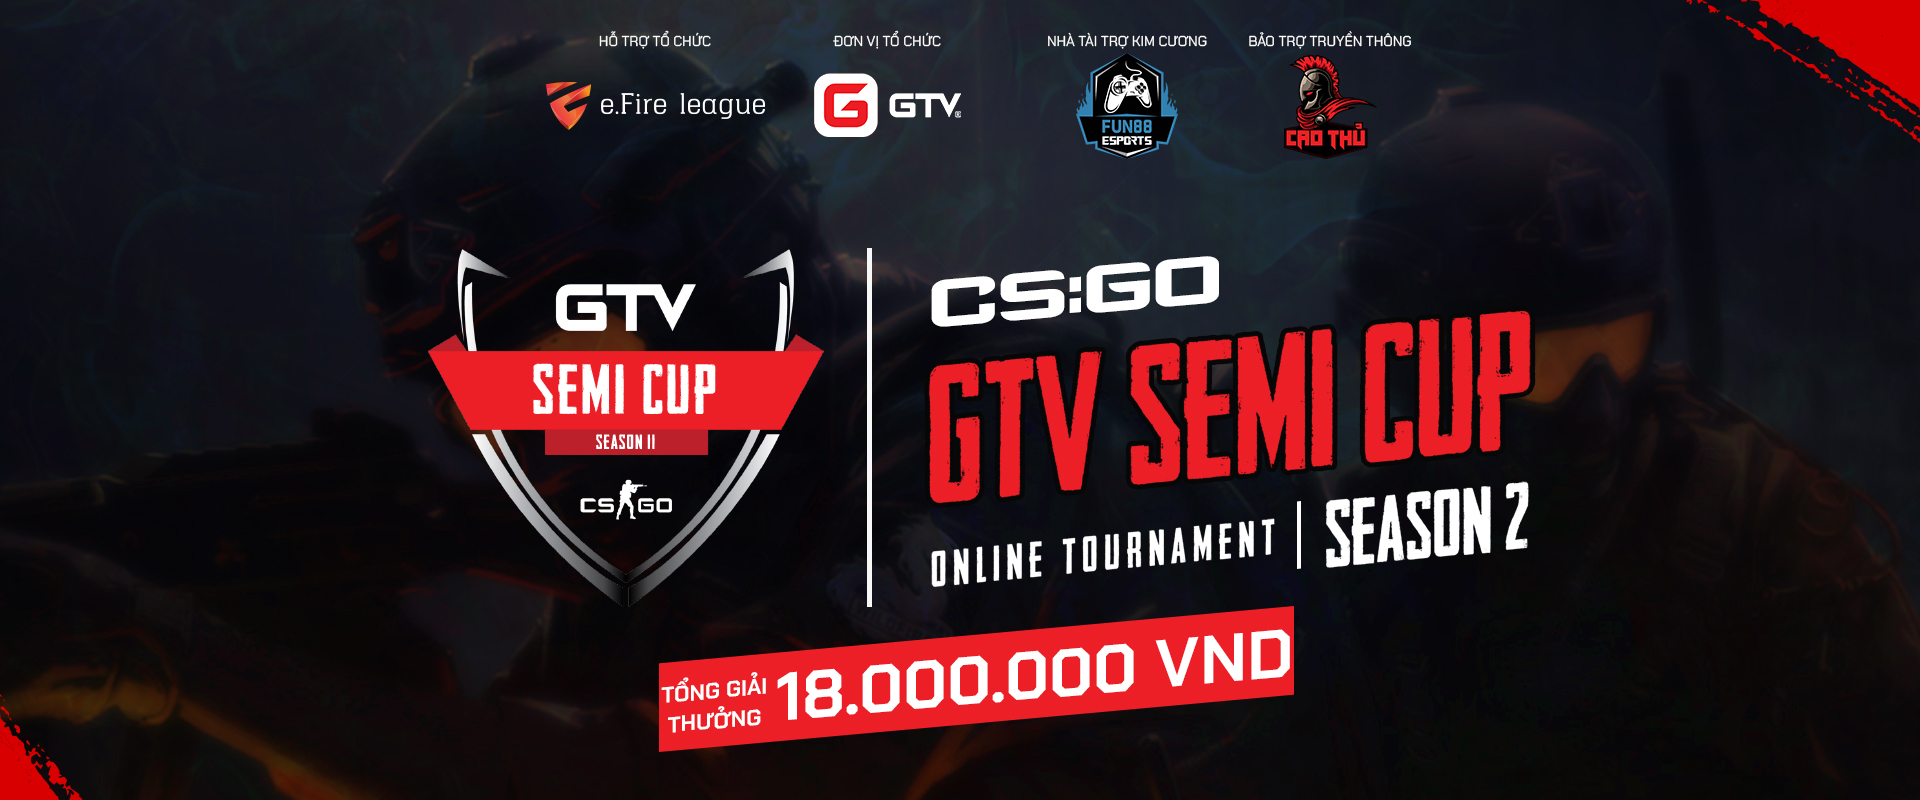 HỖ TRỢ TỔ CHỨC
ĐƠN VỊ TỔ CHỨC
NHÀ TÀI TRỢ KIM CƯƠNG
BẢO TRỢ TRUYỀN THÔNG
e.Fire league
G GTV
FUN88
ESPORTS
CAO THỦ
GTV
SEMI CUP
SEASON II
CS GO
CS:GO
GTV SEMI CUP
ONLINE TOURNAMENT | SEASON 2
TỔNG GIẢI
THƯỞNG
18.000.000 VND